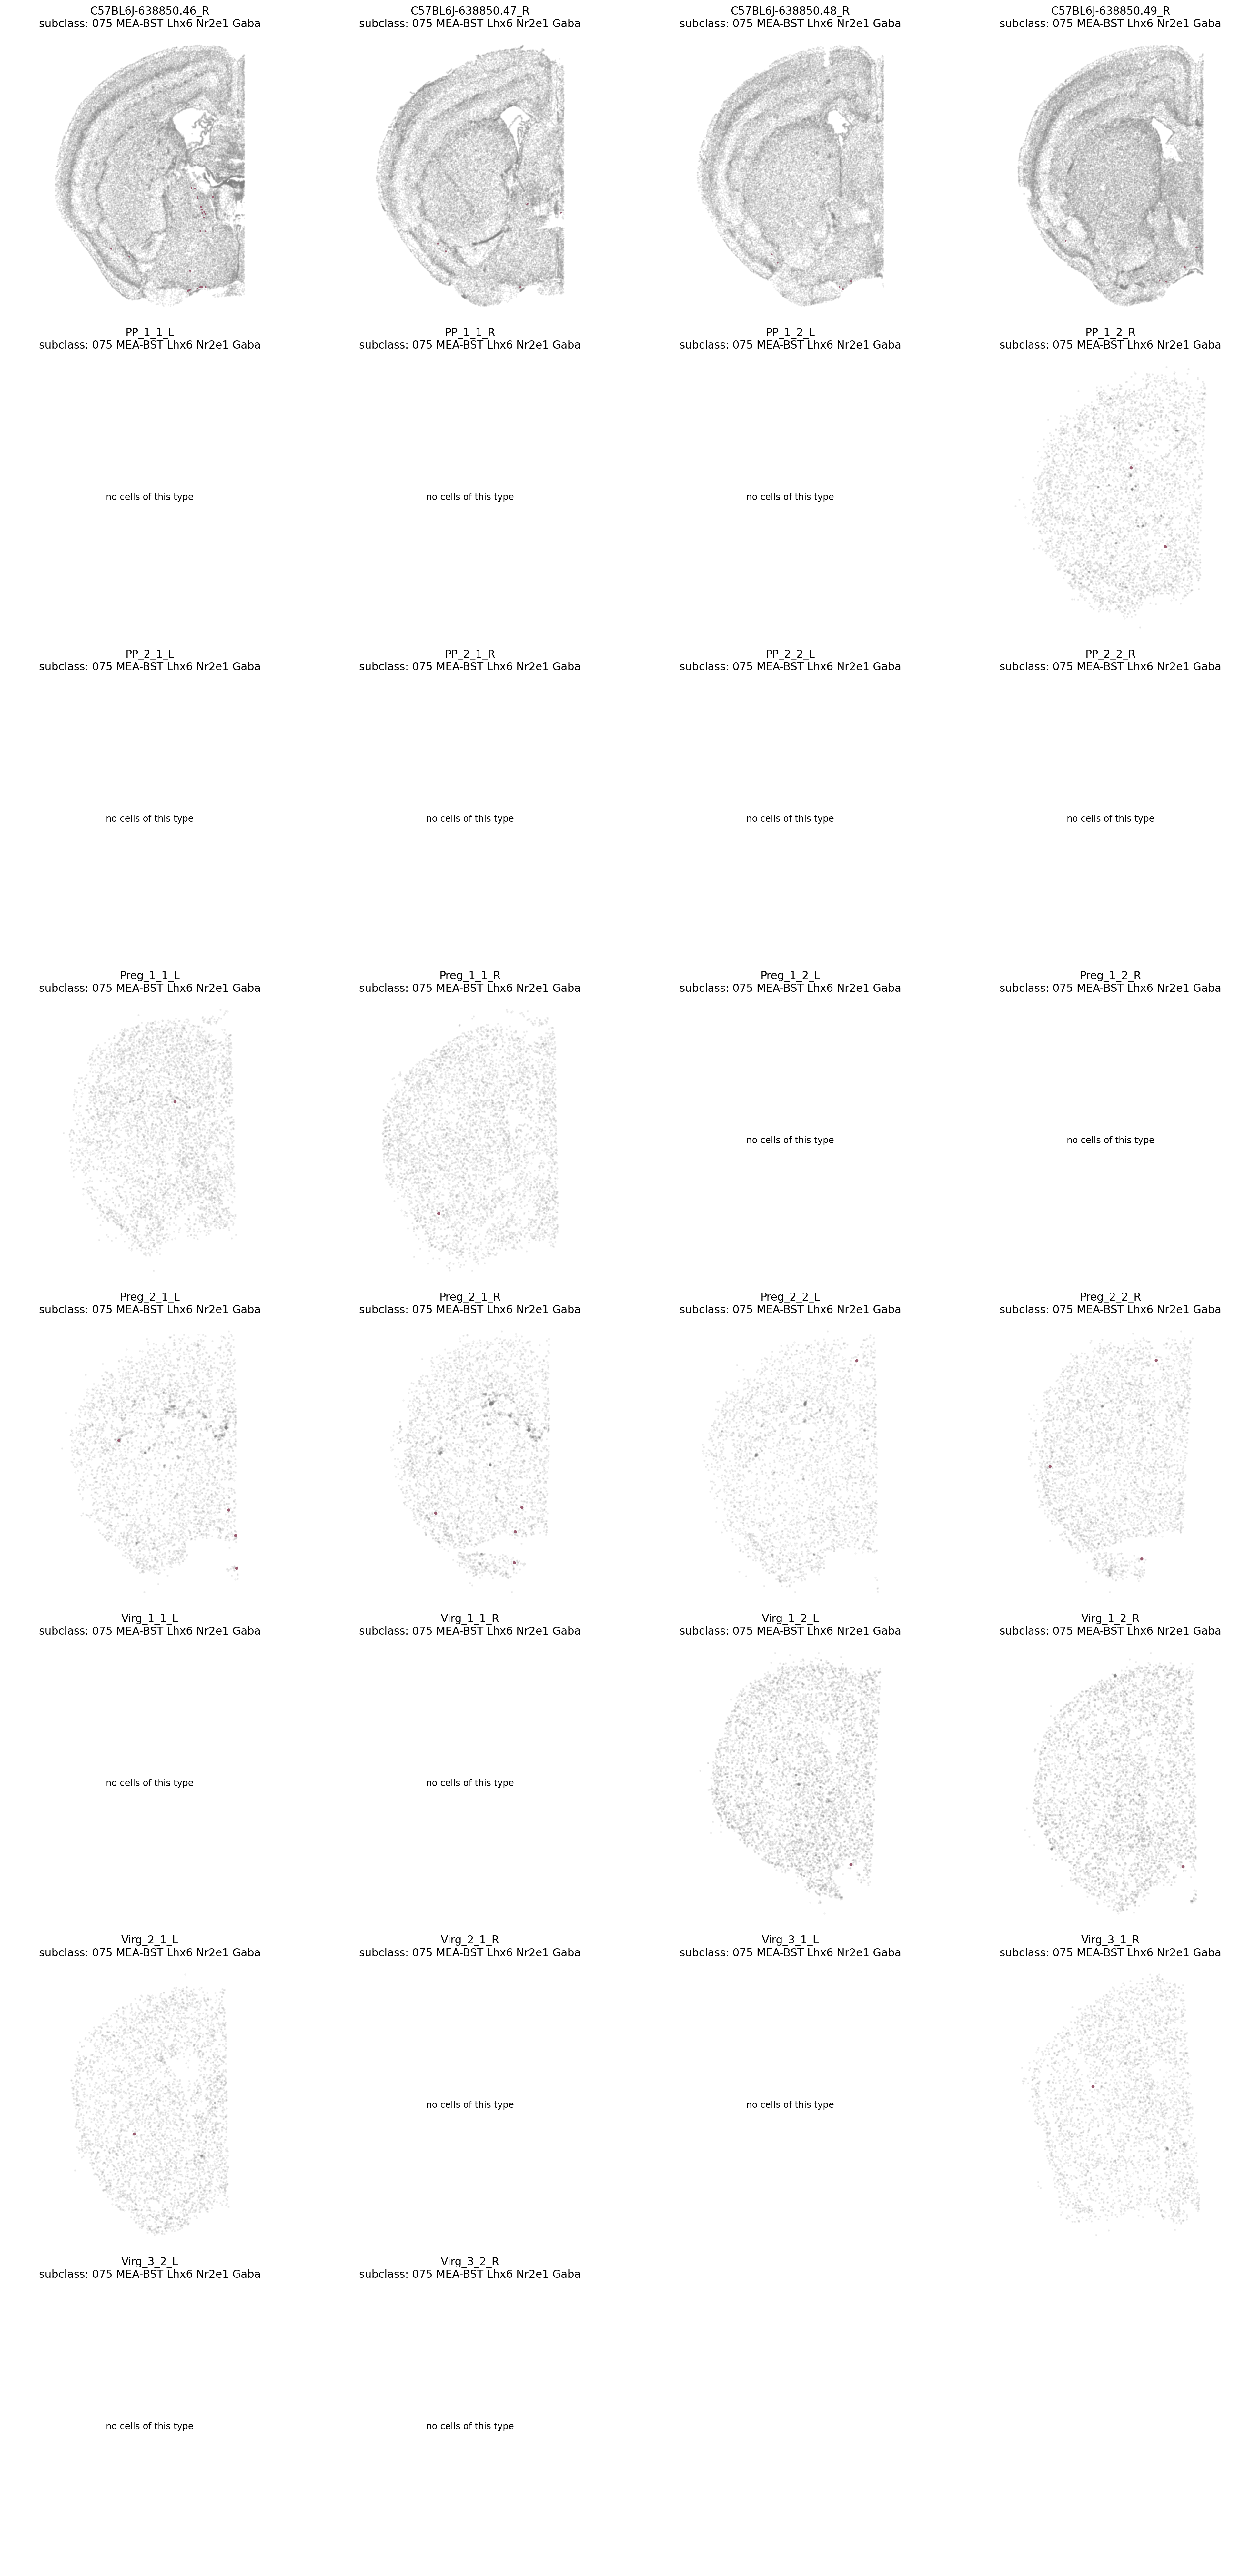 C57BL6J-638850.46_R
subclass: 075 MEA-BST Lhx6 Nr2e1 Gaba
C57BL6J-638850.47_R
subclass: 075 MEA-BST Lhx6 Nr2e1 Gaba
C57BL6J-638850.48_R
subclass: 075 MEA-BST Lhx6 Nr2e1 Gaba
C57BL6J-638850.49_R
subclass: 075 MEA-BST Lhx6 Nr2e1 Gaba
PP_1_1_L
subclass: 075 MEA-BST Lhx6 Nr2e1 Gaba
no cells of this type
PP_1_1_R
subclass: 075 MEA-BST Lhx6 Nr2e1 Gaba
no cells of this type
PP_1_2_L
subclass: 075 MEA-BST Lhx6 Nr2e1 Gaba
no cells of this type
PP_1_2_R
subclass: 075 MEA-BST Lhx6 Nr2e1 Gaba
PP_2_1_L
subclass: 075 MEA-BST Lhx6 Nr2e1 Gaba
no cells of this type
PP_2_1_R
subclass: 075 MEA-BST Lhx6 Nr2e1 Gaba
no cells of this type
PP_2_2_L
subclass: 075 MEA-BST Lhx6 Nr2e1 Gaba
no cells of this type
PP_2_2_R
subclass: 075 MEA-BST Lhx6 Nr2e1 Gaba
no cells of this type
Preg_1_1_L
subclass: 075 MEA-BST Lhx6 Nr2e1 Gaba
Preg_1_1_R
subclass: 075 MEA-BST Lhx6 Nr2e1 Gaba
Preg_1_2_L
subclass: 075 MEA-BST Lhx6 Nr2e1 Gaba
no cells of this type
Preg_1_2_R
subclass: 075 MEA-BST Lhx6 Nr2e1 Gaba
no cells of this type
Preg_2_1_L
subclass: 075 MEA-BST Lhx6 Nr2e1 Gaba
Preg_2_1_R
subclass: 075 MEA-BST Lhx6 Nr2e1 Gaba
Preg_2_2_L
subclass: 075 MEA-BST Lhx6 Nr2e1 Gaba
Preg_2_2_R
subclass: 075 MEA-BST Lhx6 Nr2e1 Gaba
Virg_1_1_L
subclass: 075 MEA-BST Lhx6 Nr2e1 Gaba
no cells of this type
Virg_1_1_R
subclass: 075 MEA-BST Lhx6 Nr2e1 Gaba
no cells of this type
Virg_1_2_L
subclass: 075 MEA-BST Lhx6 Nr2e1 Gaba
Virg_1_2_R
subclass: 075 MEA-BST Lhx6 Nr2e1 Gaba
Virg_2_1_L
subclass: 075 MEA-BST Lhx6 Nr2e1 Gaba
Virg_2_1_R
subclass: 075 MEA-BST Lhx6 Nr2e1 Gaba
no cells of this type
Virg_3_1_L
subclass: 075 MEA-BST Lhx6 Nr2e1 Gaba
no cells of this type
Virg_3_1_R
subclass: 075 MEA-BST Lhx6 Nr2e1 Gaba
Virg_3_2_L
subclass: 075 MEA-BST Lhx6 Nr2e1 Gaba
no cells of this type
Virg_3_2_R
subclass: 075 MEA-BST Lhx6 Nr2e1 Gaba
no cells of this type